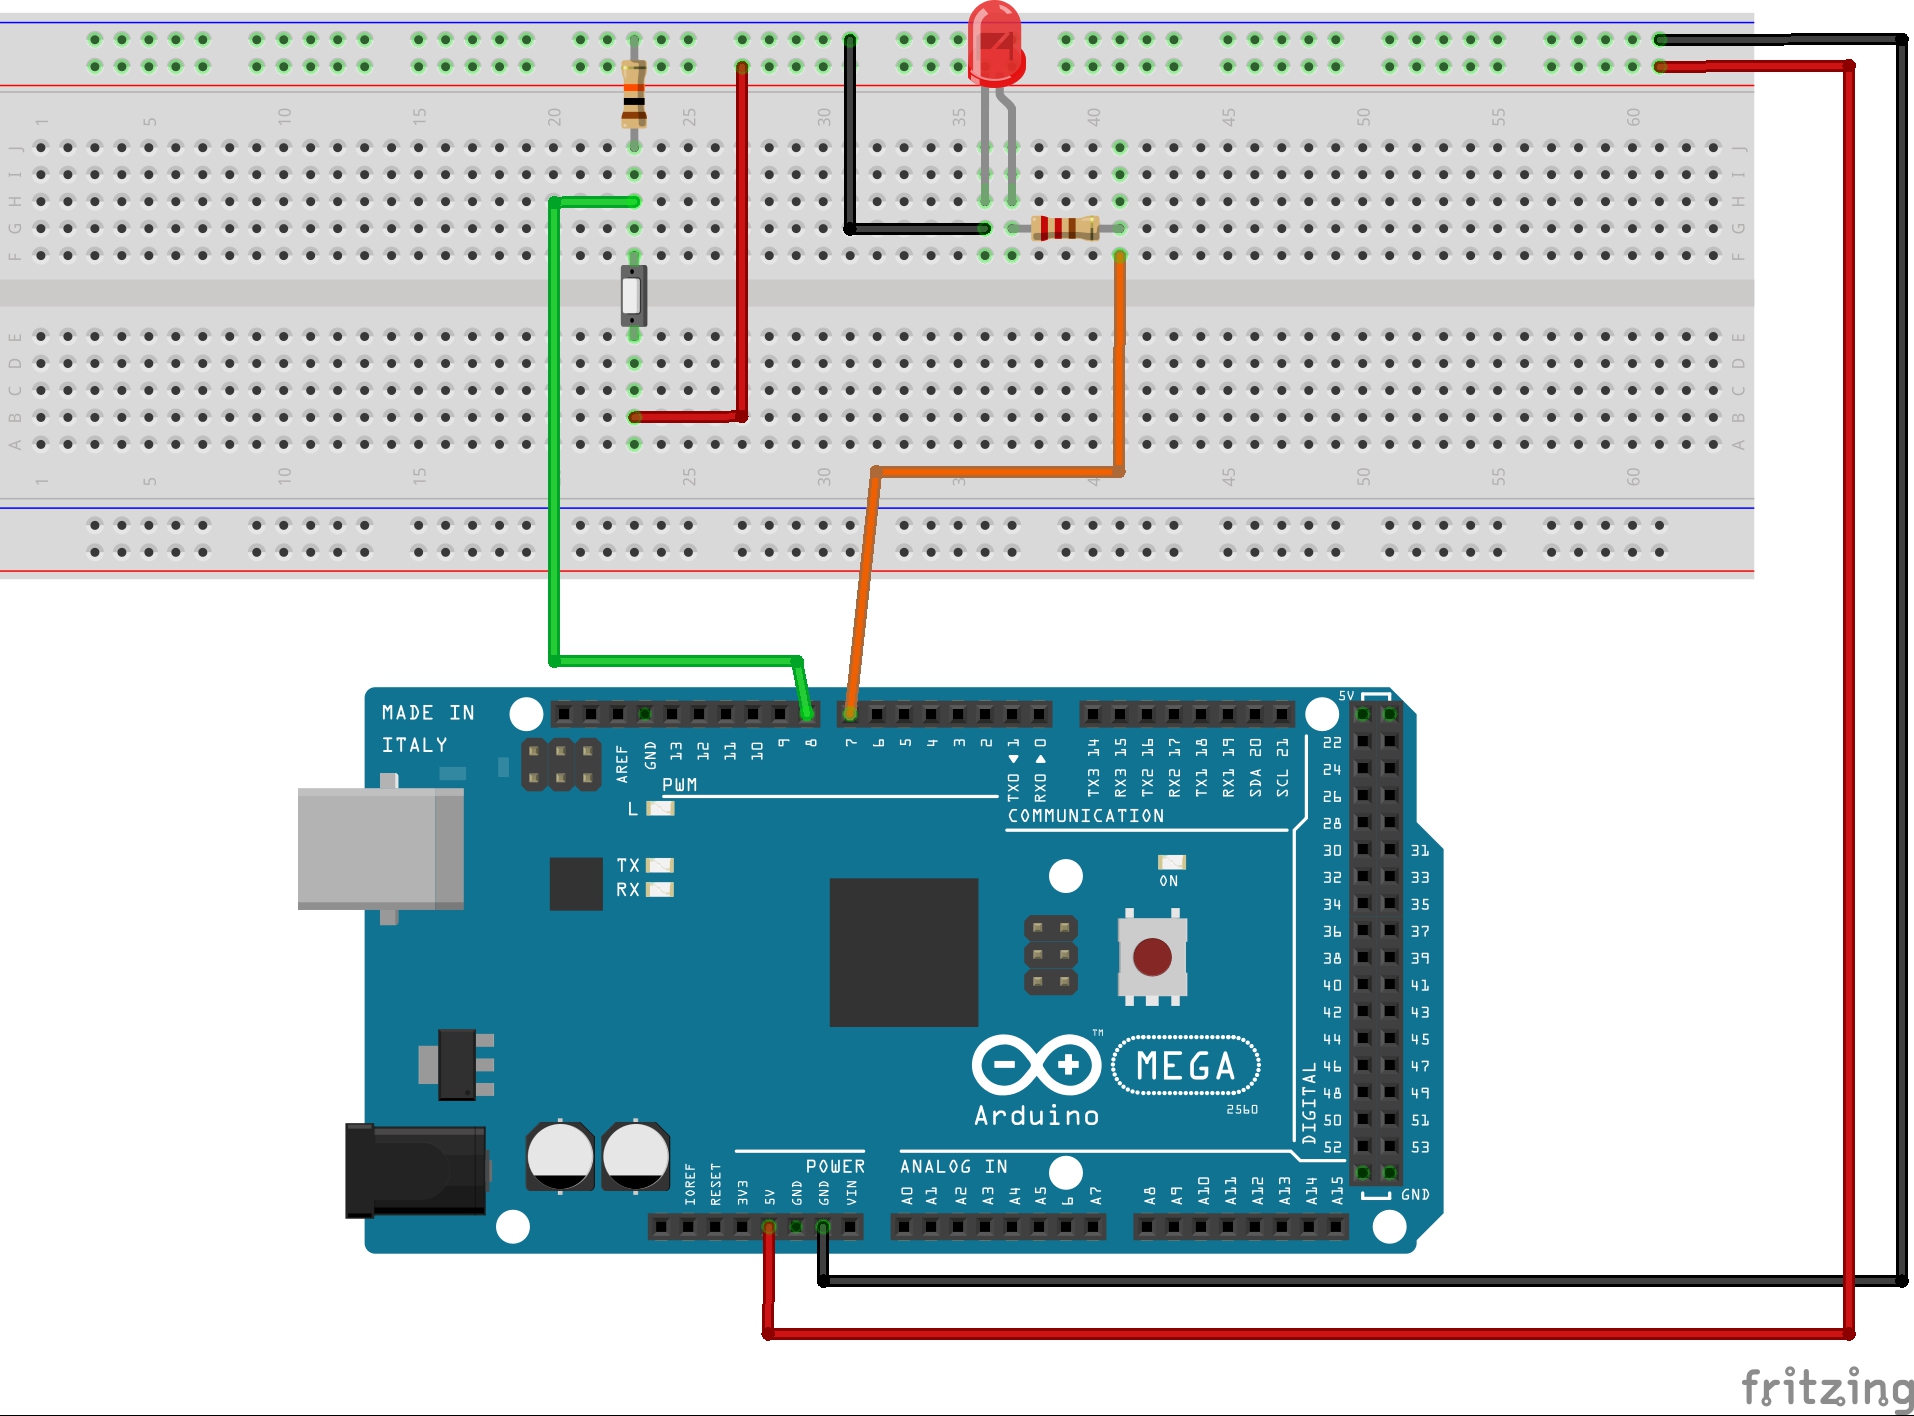 1 5 10 15 20 25 30 35 40 45 50 55 60
J J
I I
H H
G G
F F
E E
D D
C C
B B
A A
1 5 10 15 25 30 3 40 45 50 55 60
MADE IN
ITALY
AREF GND 13 12 11 10 9 8 7 6 5 4 3 2 TX0 1 RX0 0 TX3 14 RX3 15 TX2 16 RX2 17 TX1 18 RX1 19 SDA 20 SCL 21
5V
22
24
26
28
30 31
32 33
34 35
36 37
38 39
40 41
42 43
44 45
46 47
48 49
50 51
52 53
GND
DIGITAL
PWM
COMMUNICATION
L
TX
RX
ON
TM
MEGA
Arduino
2560
POWER
ANALOG IN
IOREF RESET 3V3 5V GND GND VIN A0 A1 A2 A3 A4 A5 6 A7 A8 A9 A10 A11 A12 A13 A14 A15
fritzing